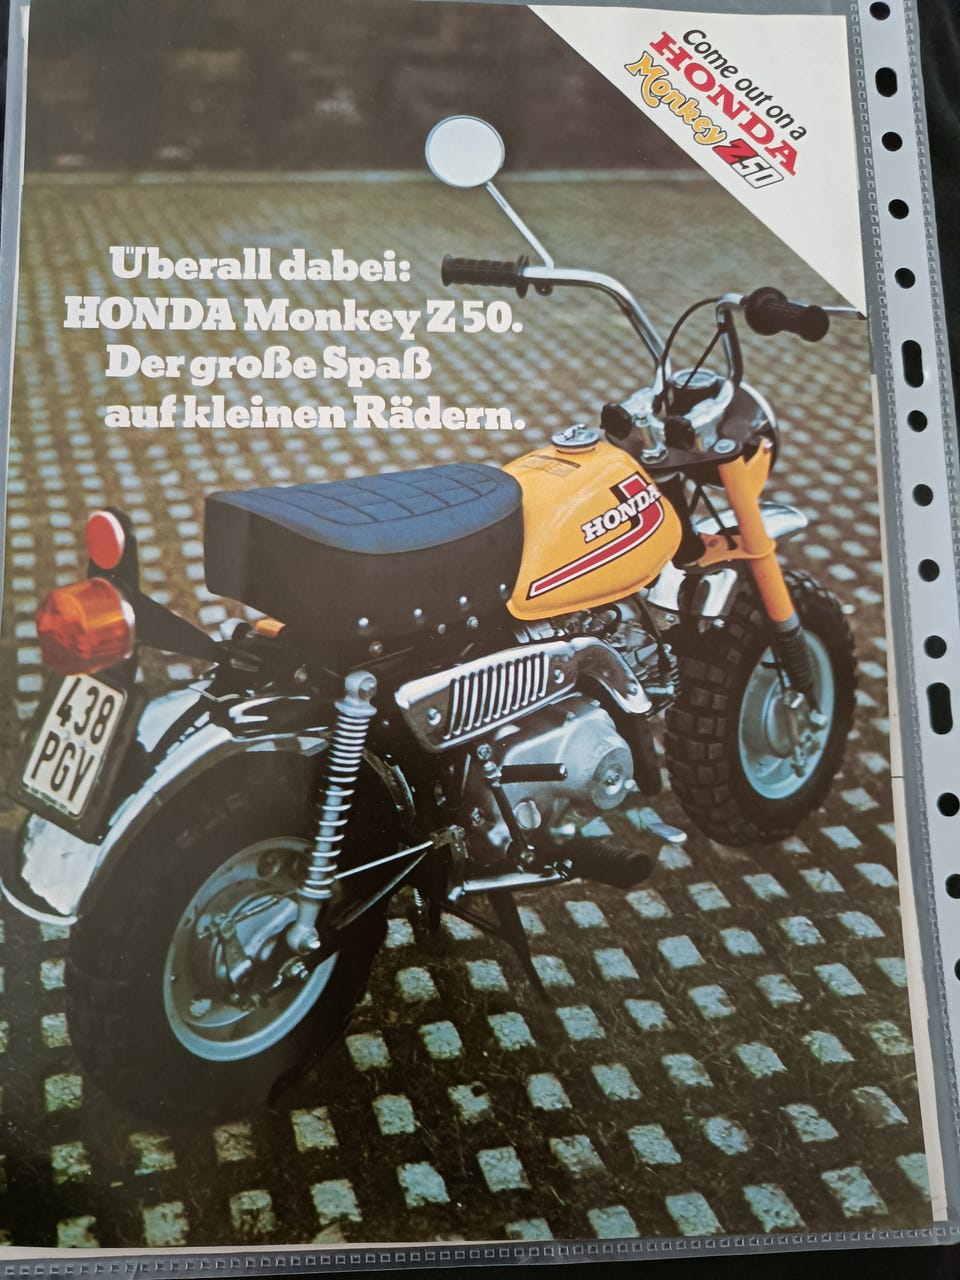 Come out on a
HONDA
Monkey Z50
Überall dabei:
HONDA Monkey Z 50.
Der große Spaß
auf kleinen Rädern.
HONDA
438
PGV